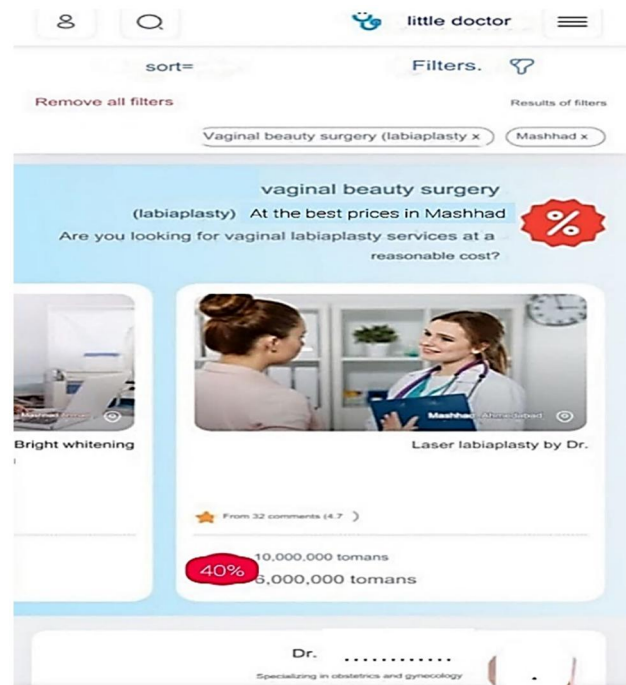 little doctor
sort=
Filters.
Remove all filters
Results of filters
Vaginal beauty surgery (labiaplasty x
Mashhad x
vaginal beauty surgery
(labiaplasty) At the best prices in Mashhad
Are you looking for vaginal labiaplasty services at a
reasonable cost?
%
Mashhad
Mashhad, Ahmadabad
Bright whitening
Laser labiaplasty by Dr.
From 32 comments (4.7 )
10,000,000 tomans
40%
6,000,000 tomans
Dr. ............
Specializing in obstetrics and gynecology